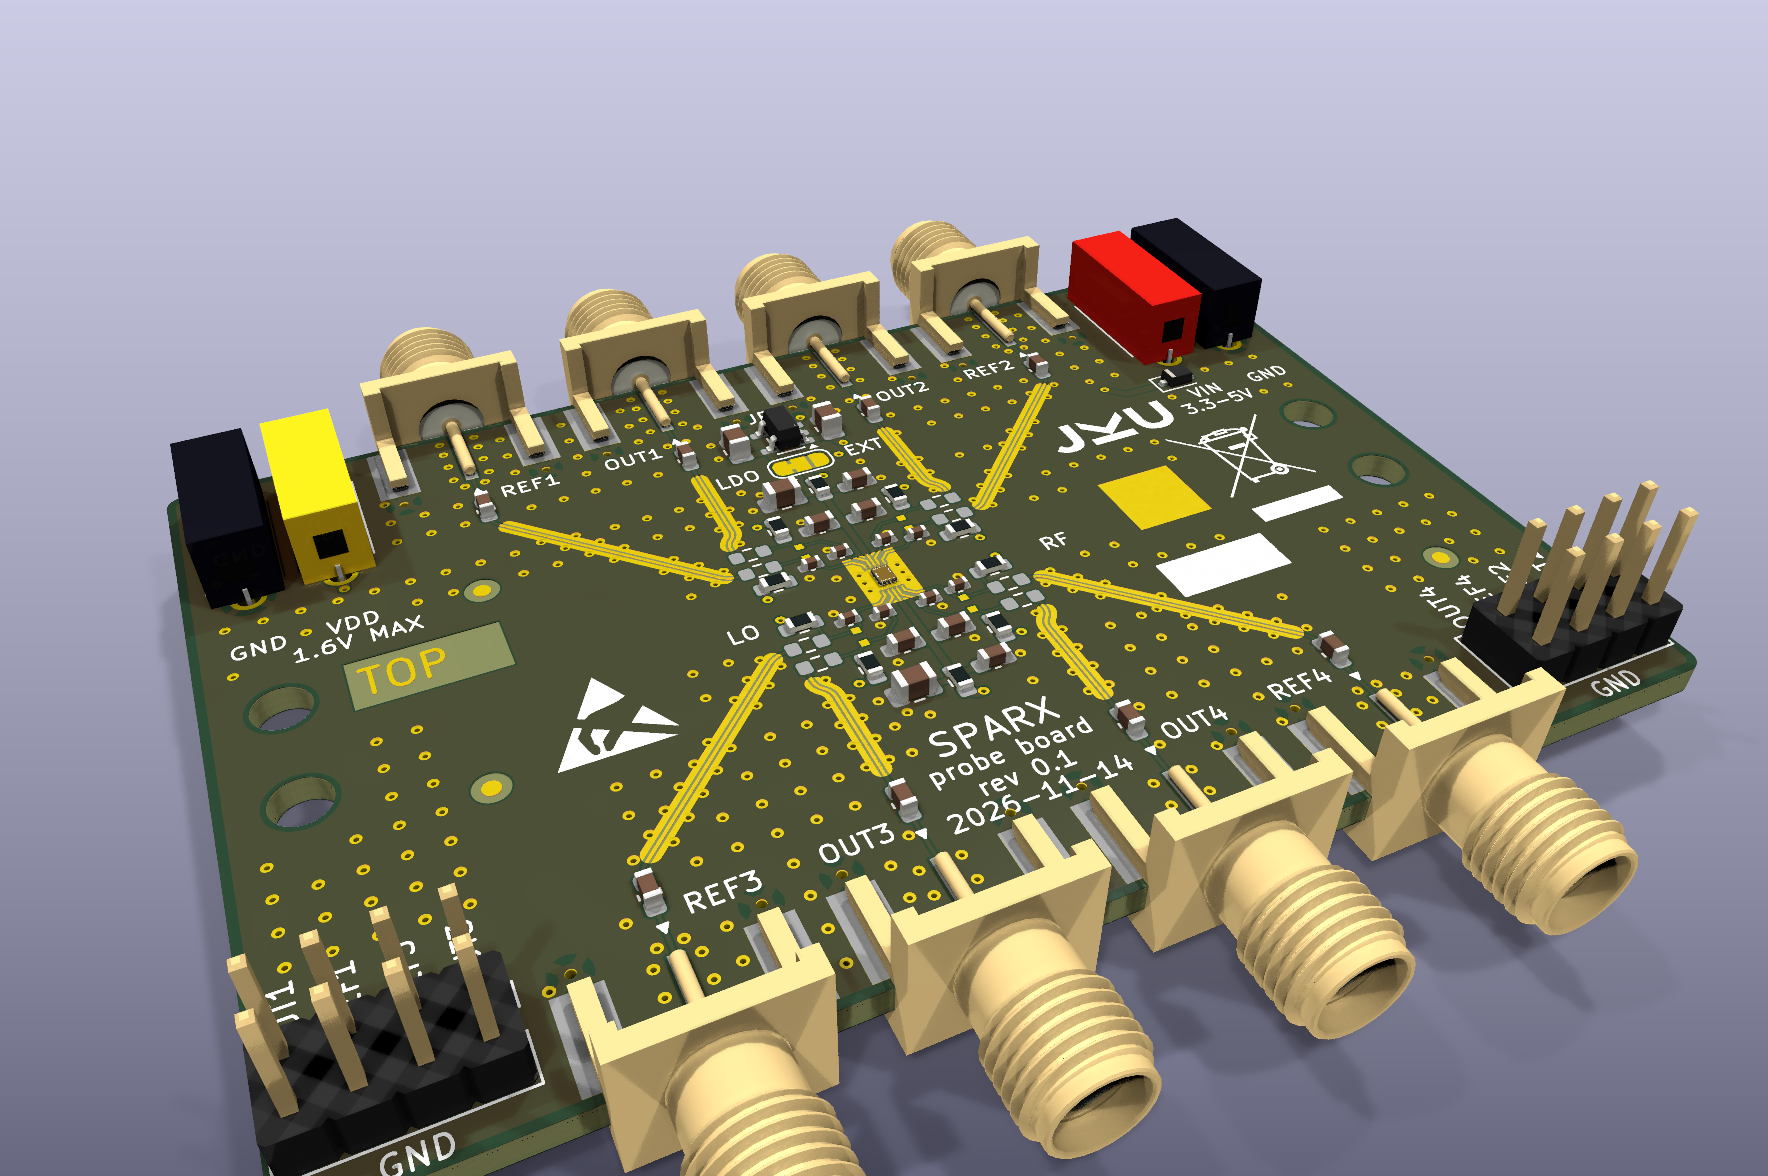 REF2
OUT2
VIN
3.3-5V
GND
JKU
EXT
LDO
OUT1
REF1
RF
LO
GND
VDD
1.6V MAX
TOP
OUT4
GND
REF4
OUT4
SPARX
probe board
rev 0.1
2026-11-14
OUT3
REF3
GND